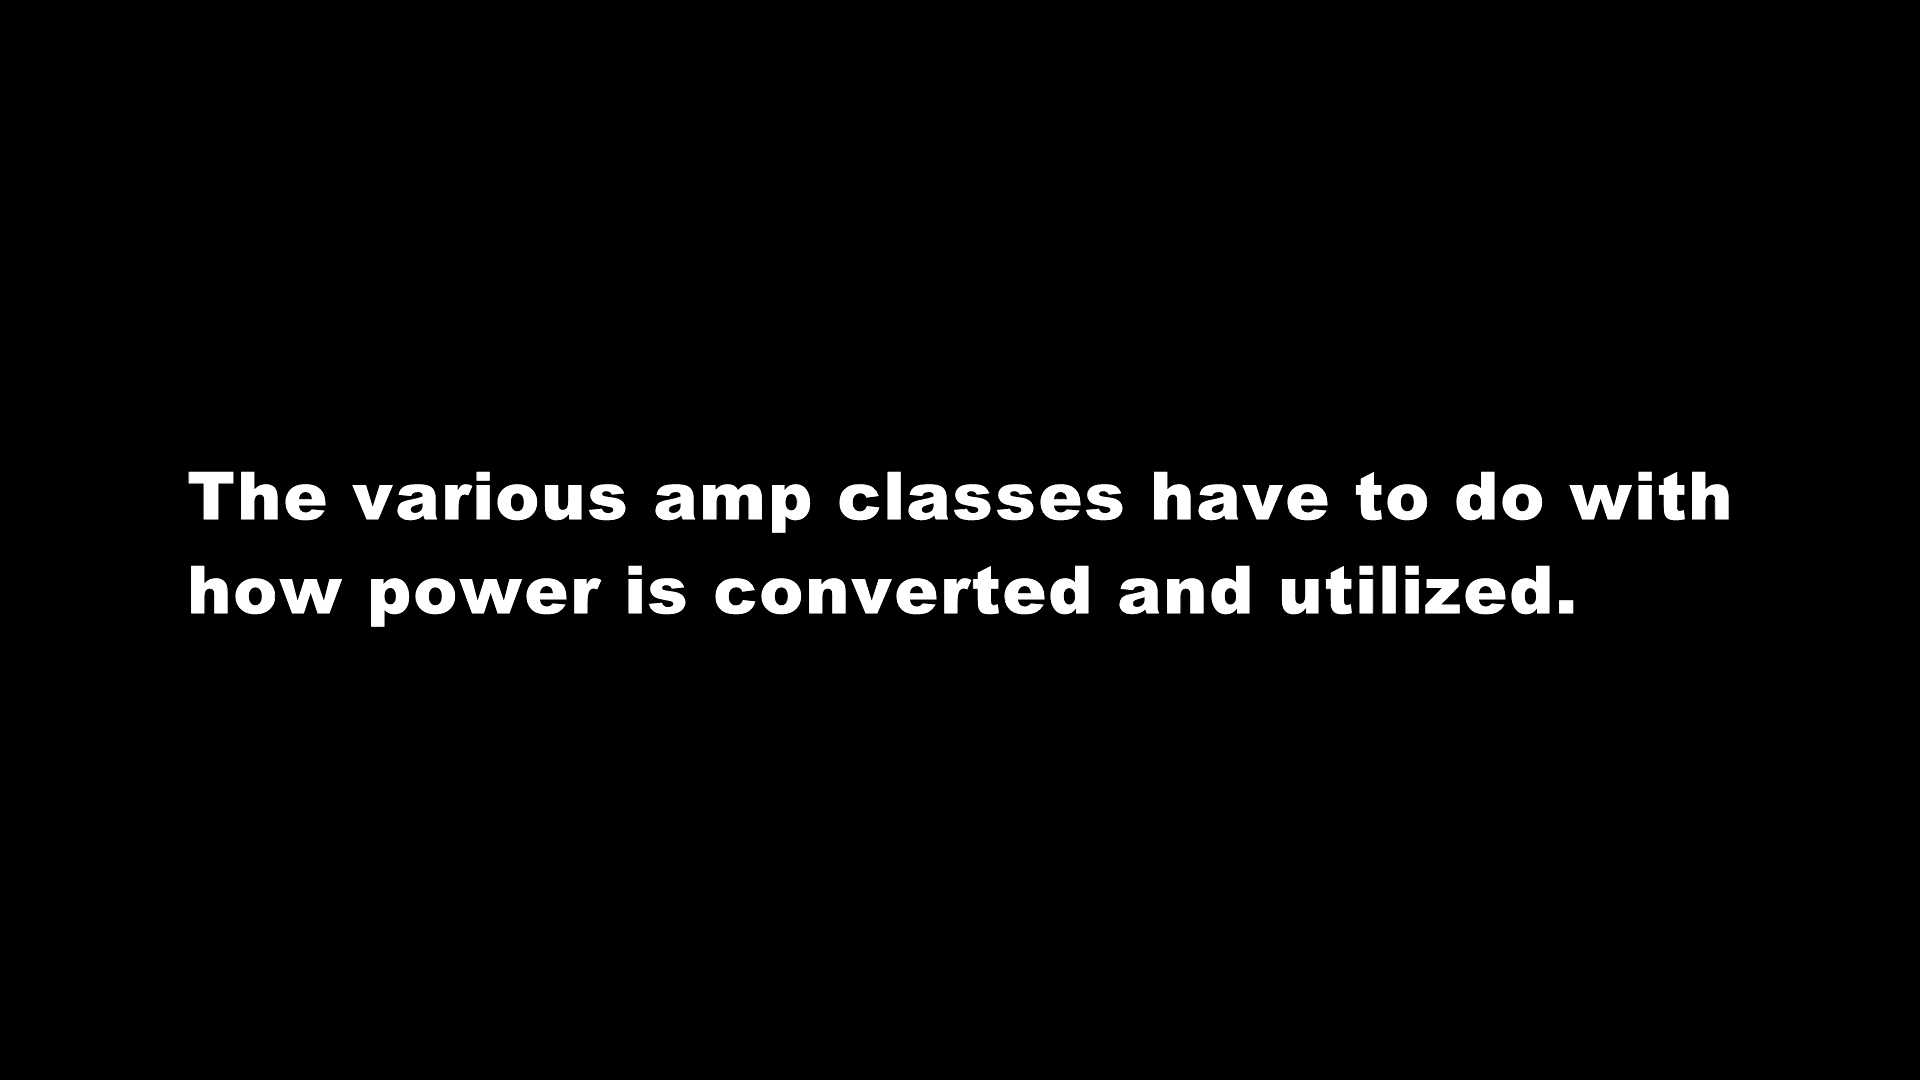 The various amp classes have to do with
how power is converted and utilized.